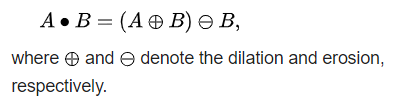 A • B = (A ⊕ B) ⊖ B,
where ⊕ and ⊖ denote the dilation and erosion,
respectively.